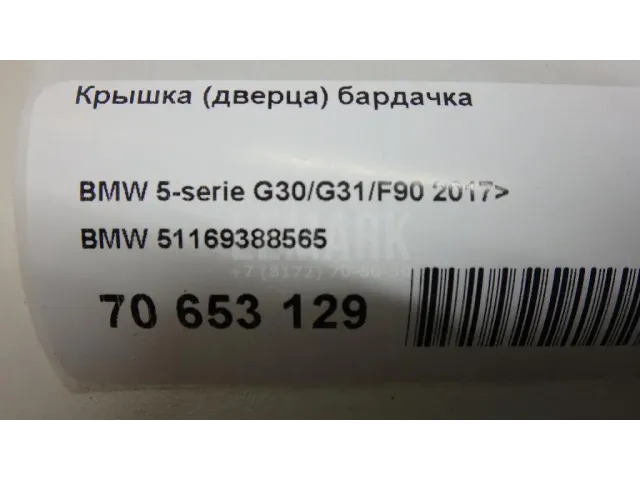 Крышка (дверца) бардачка
BMW 5-serie G30/G31/F90 2017>
BMW 51169388565
70 653 129